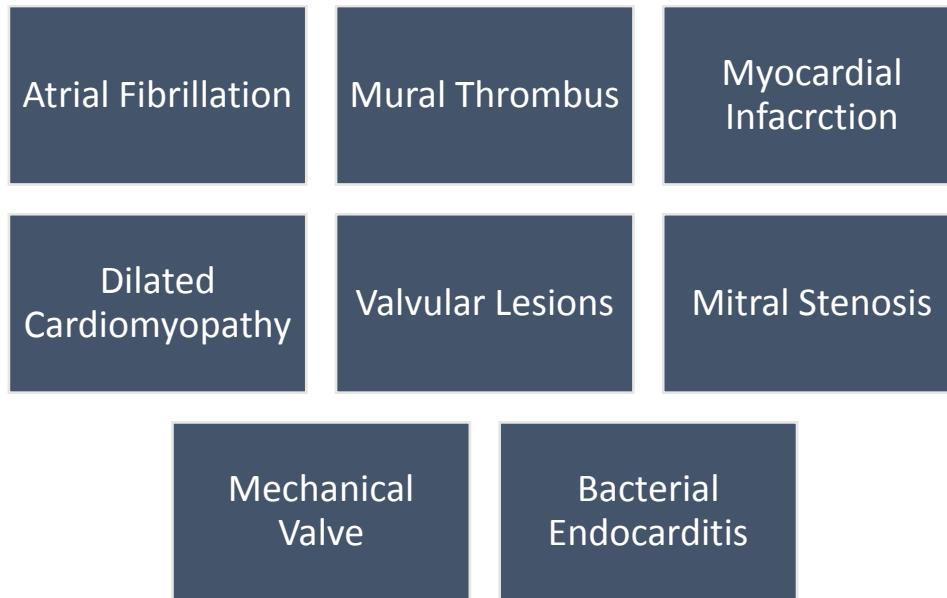 Atrial Fibrillation
Mural Thrombus
Myocardial
Infacrction
Dilated
Cardiomyopathy
Valvular Lesions
Mitral Stenosis
Mechanical
Valve
Bacterial
Endocarditis